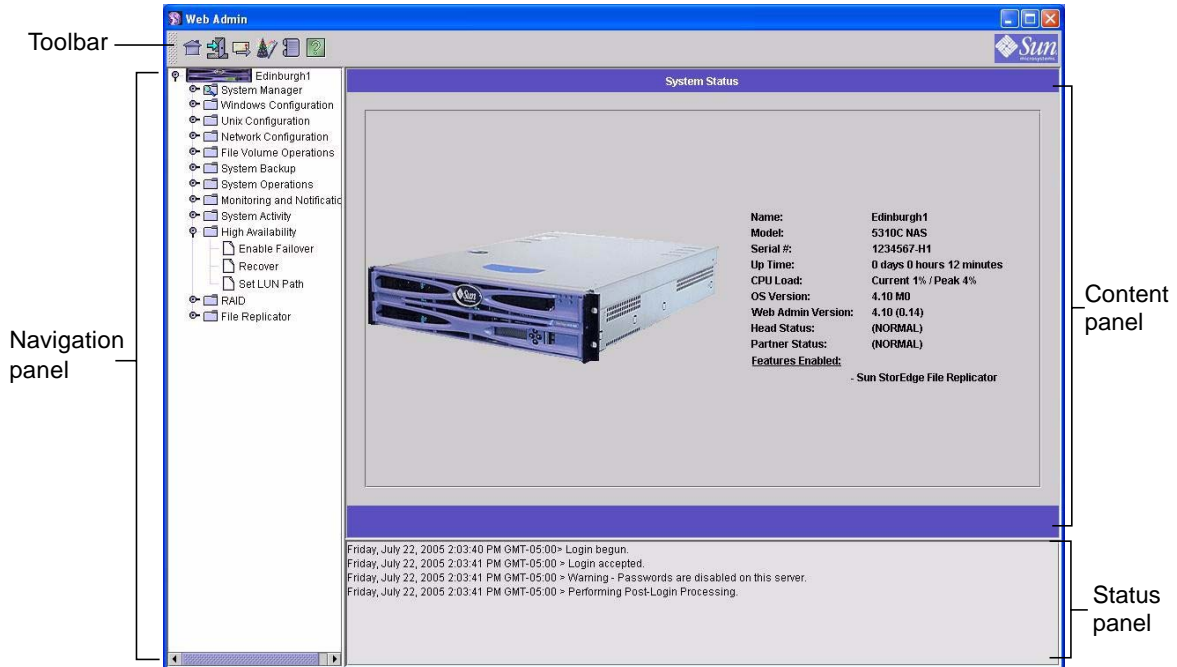 Web Admin
Toolbar
Sun
microsystems
Edinburgh1
System Manager
Windows Configuration
Unix Configuration
Network Configuration
File Volume Operations
System Backup
System Operations
Monitoring and Notificatic
System Activity
High Availability
Enable Failover
Recover
Set LUN Path
RAID
File Replicator
Navigation
panel
System Status
Sun
Name: Edinburgh1
Model: 5310C NAS
Serial #: 1234567-H1
Up Time: 0 days 0 hours 12 minutes
CPU Load: Current 1% / Peak 4%
OS Version: 4.10 M0
Web Admin Version: 4.10 (0.14)
Head Status: (NORMAL)
Partner Status: (NORMAL)
Features Enabled:
- Sun StorEdge File Replicator
Content
panel
Friday, July 22, 2005 2:03:40 PM GMT-05:00> Login begun.
Friday, July 22, 2005 2:03:41 PM GMT-05:00 > Login accepted.
Friday, July 22, 2005 2:03:41 PM GMT-05:00 > Warning - Passwords are disabled on this server.
Friday, July 22, 2005 2:03:41 PM GMT-05:00 > Performing Post-Login Processing.
Status
panel